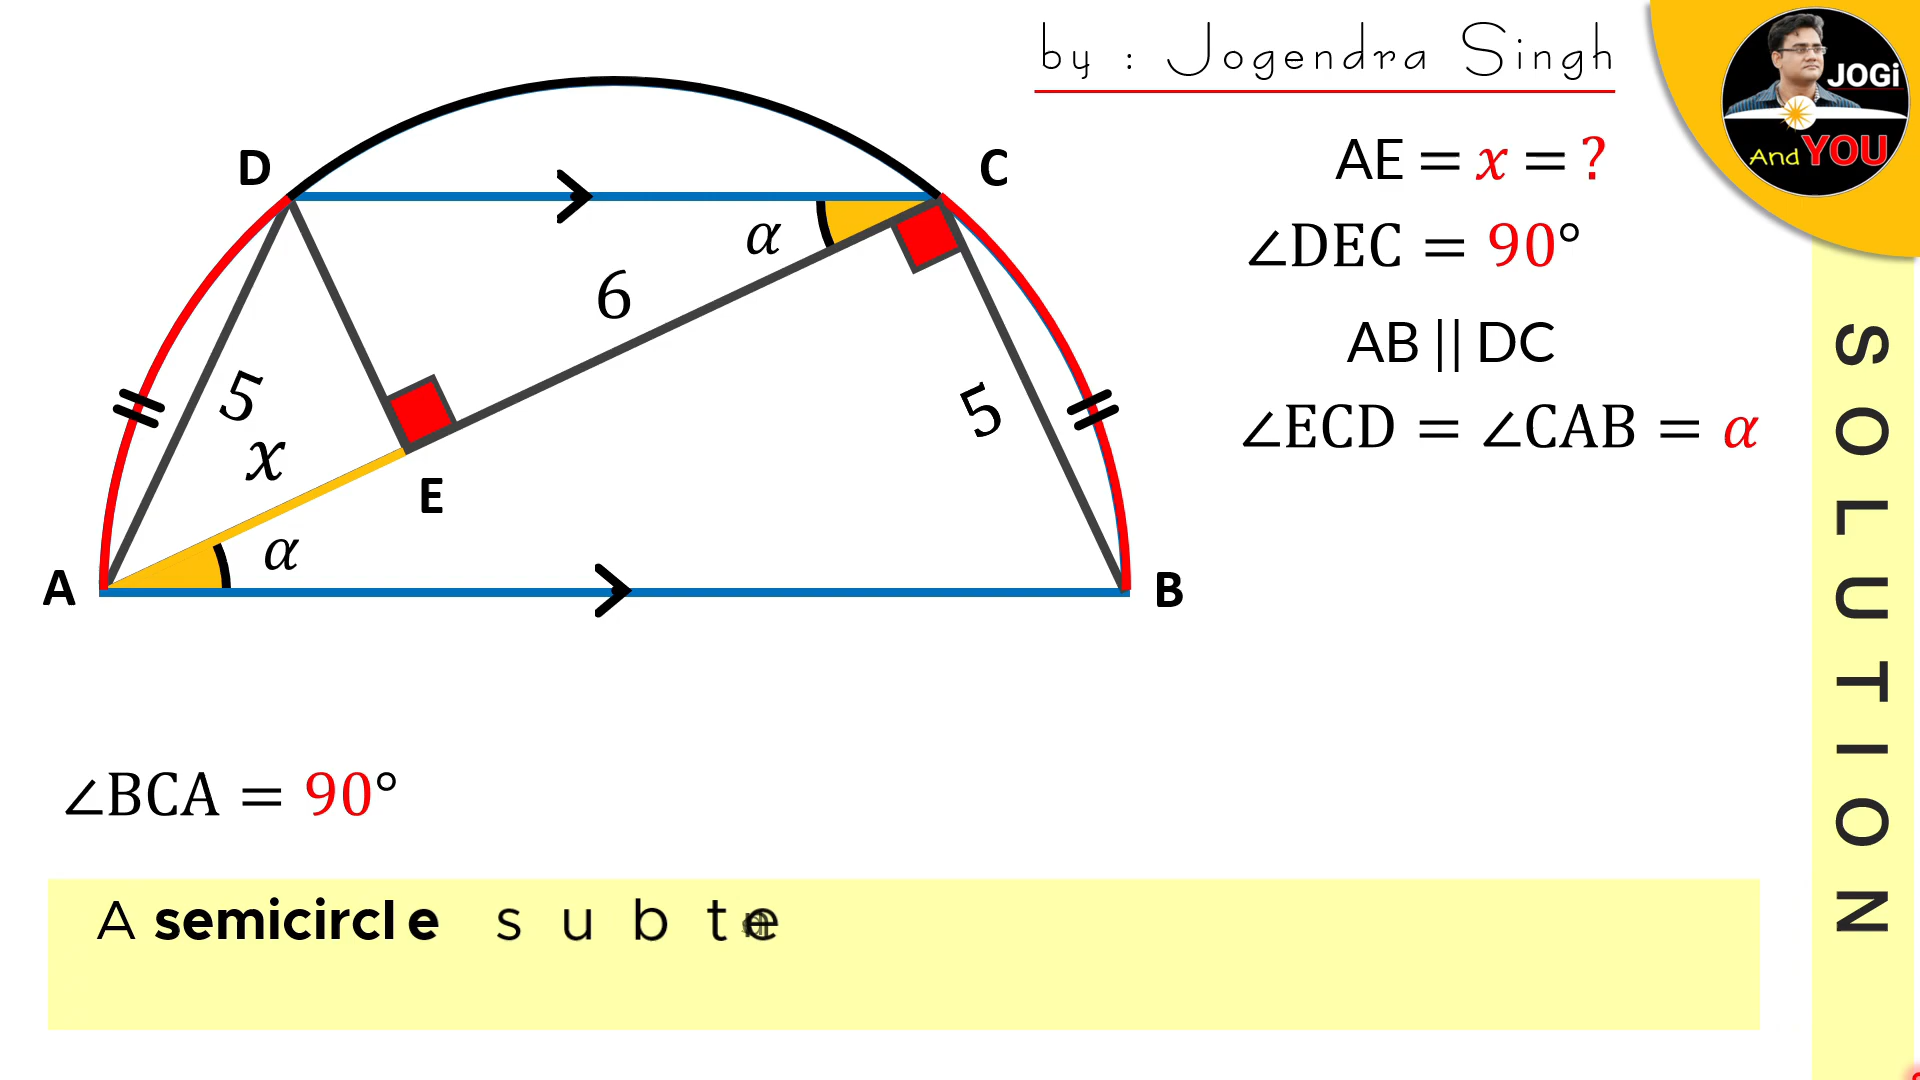 by : Jogendra Singh
JOGi
And YOU
AE = x = ?
∠DEC = 90°
AB || DC
∠ECD = ∠CAB = α
D
C
α
6
5
x
5
E
α
A
B
∠BCA = 90°
A semicircle
SOLUTION